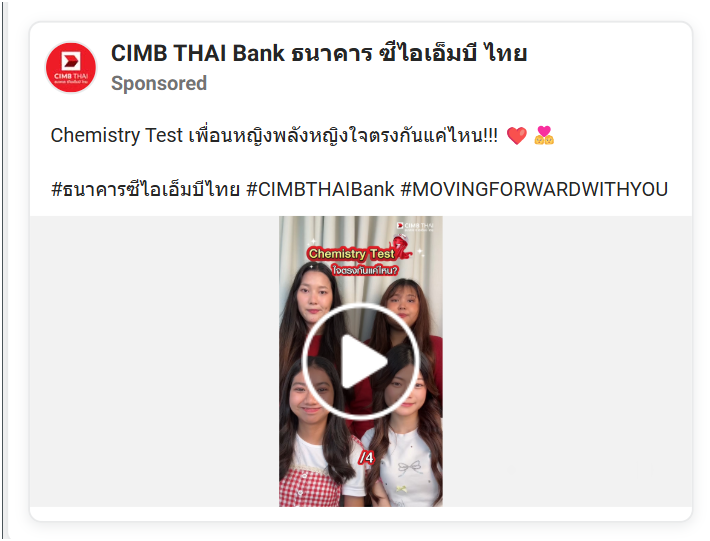 CIMB THAI Bank ธนาคาร ซีไอเอ็มบี ไทย
Sponsored
CIMB THAI
Chemistry Test เพื่อนหญิงพลังหญิงใจตรงกันแค่ไหน!!! ❤️ 💏
#ธนาคารซีไอเอ็มบีไทย #CIMBTHAIBank #MOVINGFORWARDWITHYOU
CIMB THAI
Chemistry Test
ใจตรงกันแค่ไหน?
/4